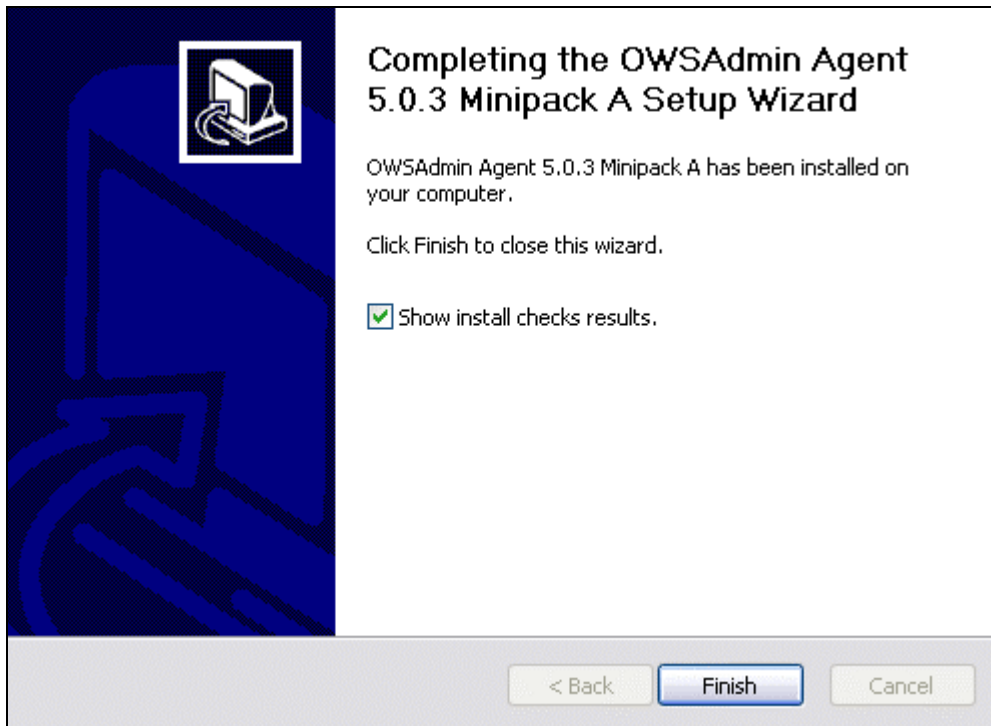 Completing the OWSAdmin Agent
5.0.3 Minipack A Setup Wizard
OWSAdmin Agent 5.0.3 Minipack A has been installed on
your computer.
Click Finish to close this wizard.
Show install checks results.
< Back
Finish
Cancel